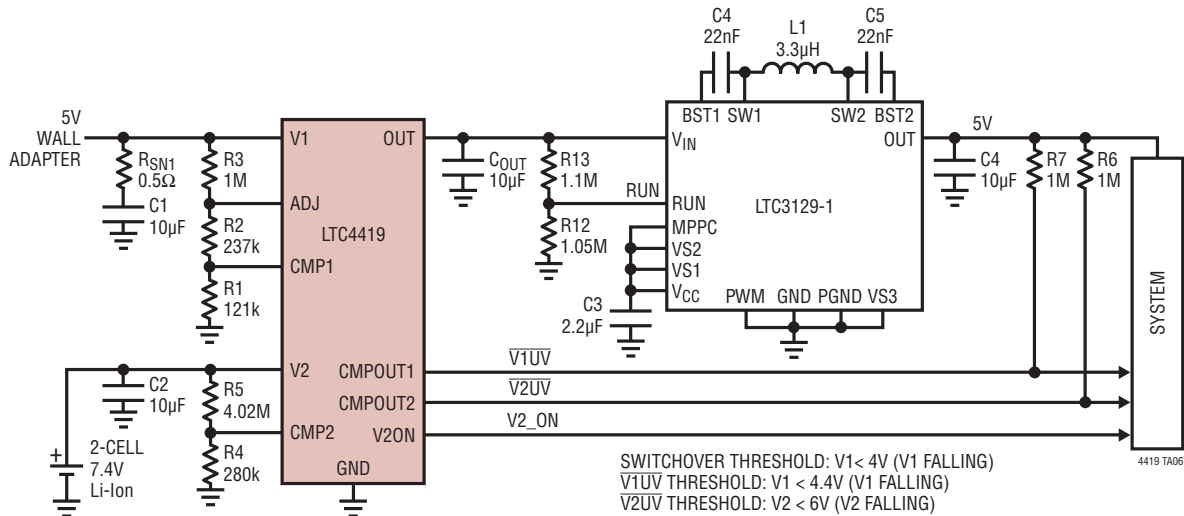 C4
22nF
L1
3.3µH
C5
22nF
BST1 SW1
SW2 BST2
5V
WALL
ADAPTER
RSN1
0.5Ω
C1
10µF
R3
1M
R2
237k
R1
121k
V1
ADJ
CMP1
OUT
LTC4419
COUT
10µF
R13
1.1M
R12
1.05M
RUN
VIN
RUN
MPPC
VS2
VS1
VCC
LTC3129-1
OUT
PWM GND PGND VS3
C3
2.2µF
5V
C4
10µF
R7
1M
R6
1M
SYSTEM
C2
10µF
R5
4.02M
R4
280k
2-CELL
7.4V
Li-Ion
+
V2
CMP2
GND
CMPOUT1
CMPOUT2
V2ON
V1UV
V2UV
V2_ON
4419 TA06
SWITCHOVER THRESHOLD: V1< 4V (V1 FALLING)
V1UV THRESHOLD: V1 < 4.4V (V1 FALLING)
V2UV THRESHOLD: V2 < 6V (V2 FALLING)